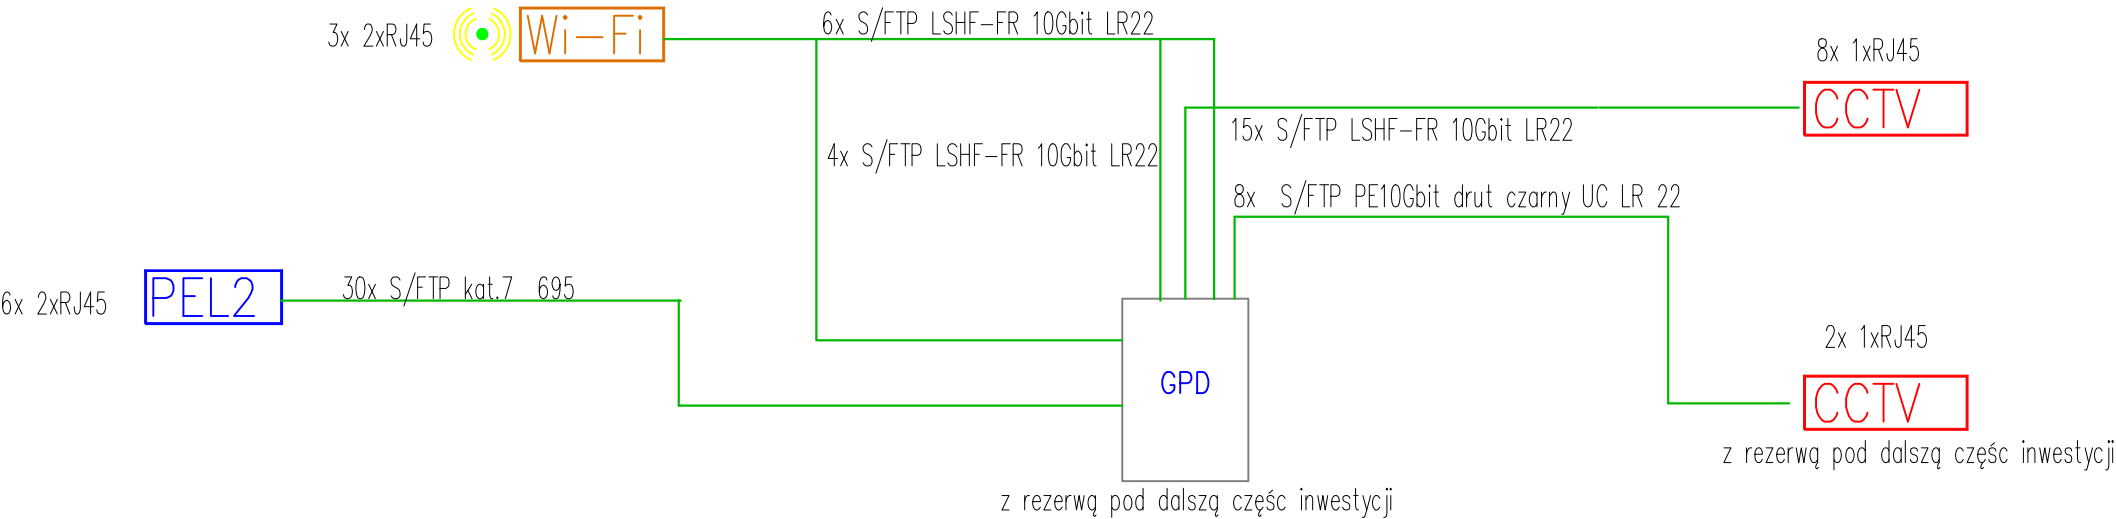 3x 2xRJ45
Wi-Fi
6x S/FTP LSHF-FR 10Gbit LR22
8x 1xRJ45
CCTV
15x S/FTP LSHF-FR 10Gbit LR22
4x S/FTP LSHF-FR 10Gbit LR22
8x S/FTP PE10Gbit drut czarny UC LR 22
6x 2xRJ45
PEL2
30x S/FTP kat.7 695
2x 1xRJ45
GPD
CCTV
z rezerwą pod dalszą częśc inwestycji
z rezerwą pod dalszą częśc inwestycji